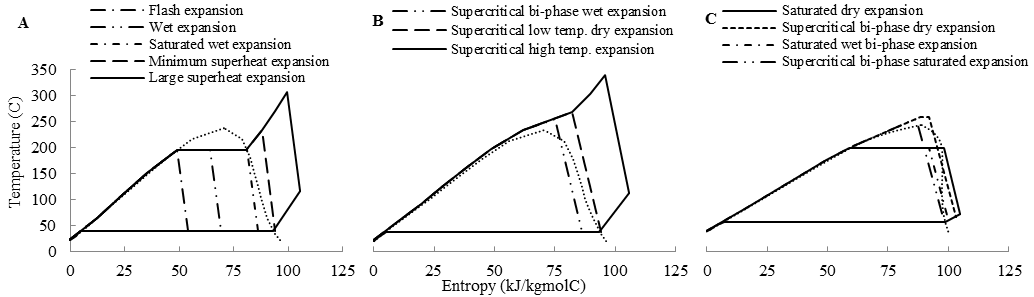 A
Flash expansion
Wet expansion
Saturated wet expansion
Minimum superheat expansion
Large superheat expansion
B
Supercritical bi-phase wet expansion
Supercritical low temp. dry expansion
Supercritical high temp. expansion
C
Saturated dry expansion
Supercritical bi-phase dry expansion
Saturated wet bi-phase expansion
Supercritical bi-phase saturated expansion
Temperature (C)
350
300
250
200
150
100
50
0
0 25 50 75 100 125
0 25 50 75 100 125
0 25 50 75 100 125
Entropy (kJ/kgmolC)